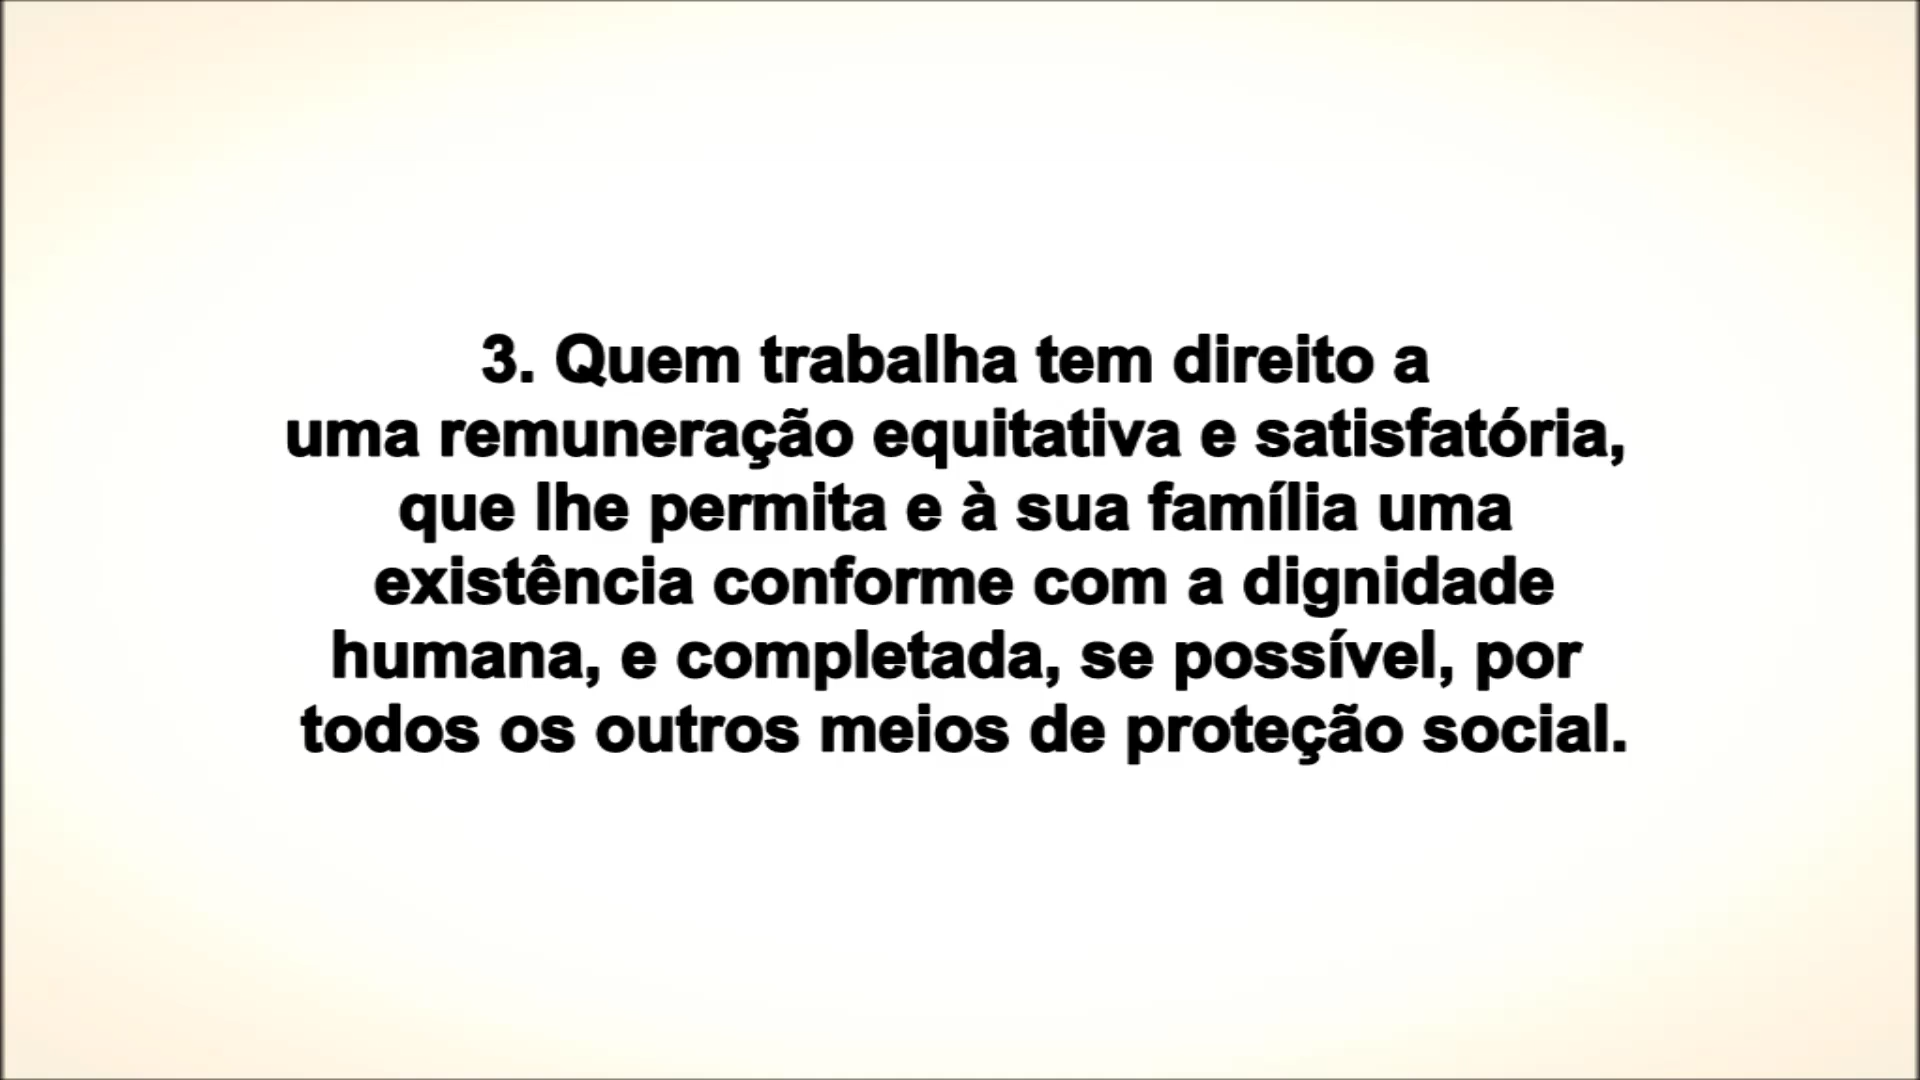 3. Quem trabalha tem direito a
uma remuneração equitativa e satisfatória,
que lhe permita e à sua família uma
existência conforme com a dignidade
humana, e completada, se possível, por
todos os outros meios de proteção social.